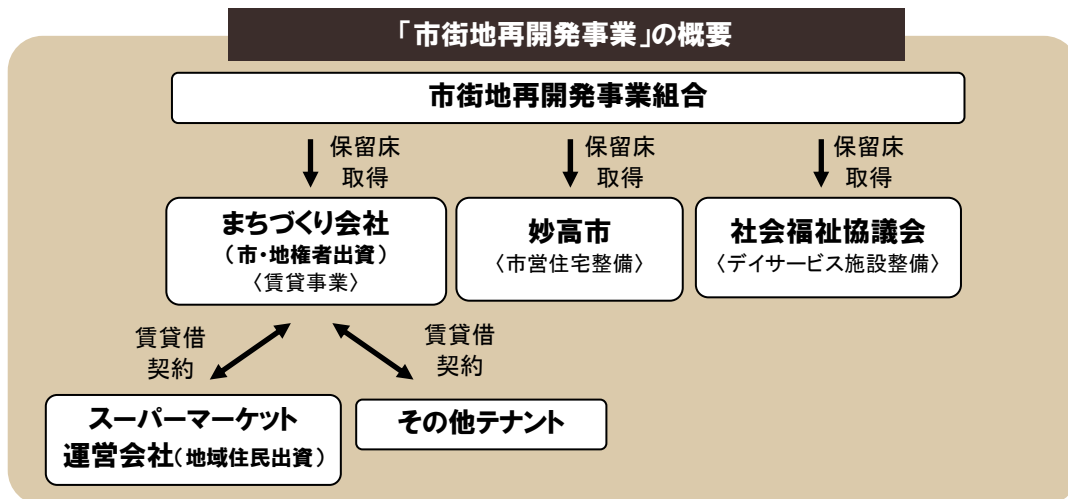 「市街地再開発事業」の概要
市街地再開発事業組合
保留床
取得
保留床
取得
保留床
取得
まちづくり会社
(市・地権者出資)
〈賃貸事業〉
妙高市
〈市営住宅整備〉
社会福祉協議会
〈デイサービス施設整備〉
賃貸借
契約
賃貸借
契約
スーパーマーケット
運営会社(地域住民出資)
その他テナント